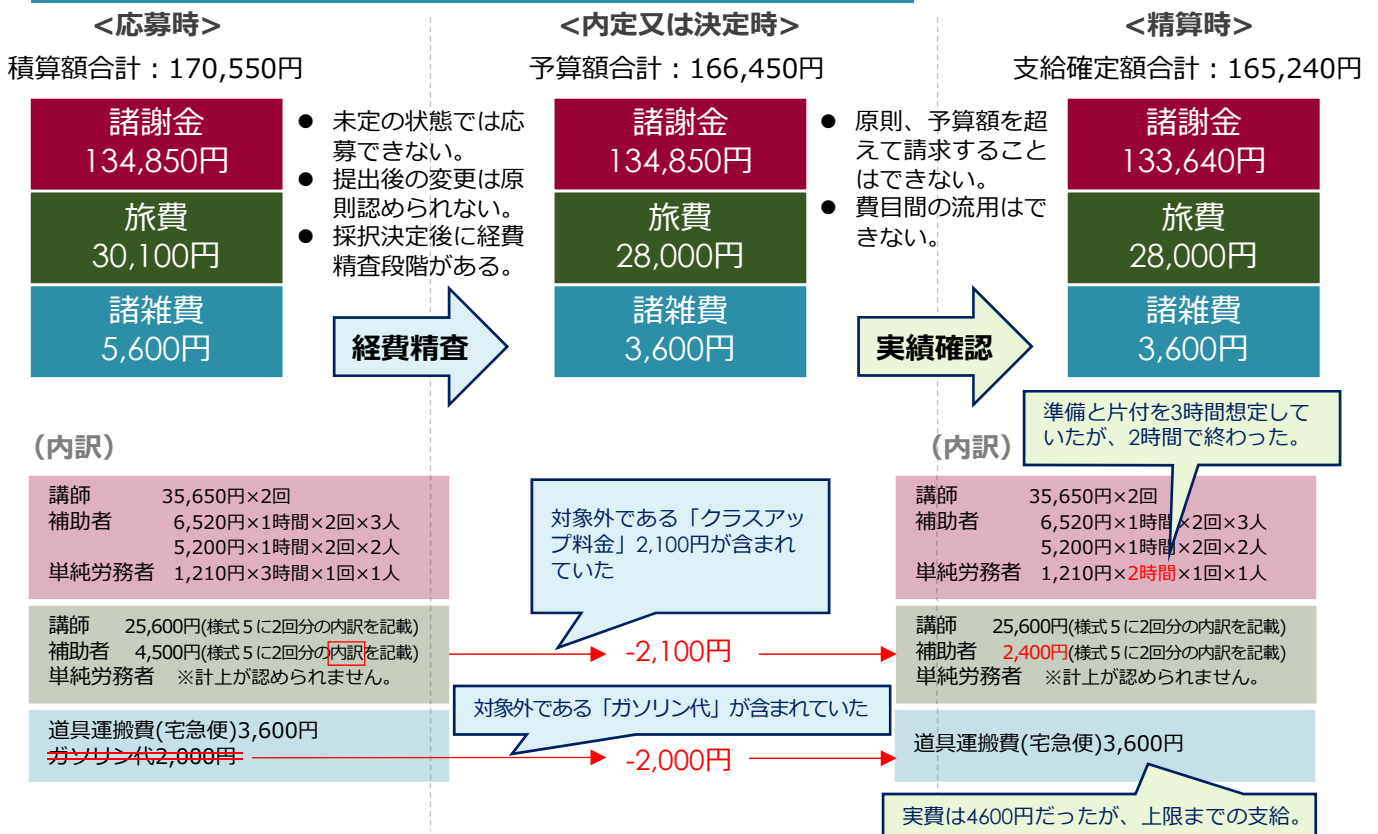 <応募時>
積算額合計：170,550円
諸謝金
134,850円
旅費
30,100円
諸雑費
5,600円
● 未定の状態では応
募できない。
● 提出後の変更は原
則認められない。
● 採択決定後に経費
精査段階がある。
経費精査
<内定又は決定時>
予算額合計：166,450円
諸謝金
134,850円
旅費
28,000円
諸雑費
3,600円
● 原則、予算額を超
えて請求すること
はできない。
● 費目間の流用はで
きない。
実績確認
<精算時>
支給確定額合計：165,240円
諸謝金
133,640円
旅費
28,000円
諸雑費
3,600円
（内訳）
講師 35,650円×2回
補助者 6,520円×1時間×2回×3人
5,200円×1時間×2回×2人
単純労務者 1,210円×3時間×1回×1人
講師 25,600円(様式５に2回分の内訳を記載)
補助者 4,500円(様式５に2回分の内訳を記載)
単純労務者 ※計上が認められません。
道具運搬費(宅急便)3,600円
ガソリン代2,000円
対象外である「クラスアッ
プ料金」2,100円が含まれ
ていた
-2,100円
対象外である「ガソリン代」が含まれていた
-2,000円
（内訳）
準備と片付を3時間想定して
いたが、2時間で終わった。
講師 35,650円×2回
補助者 6,520円×1時間×2回×3人
5,200円×1時間×2回×2人
単純労務者 1,210円×2時間×1回×1人
講師 25,600円(様式５に2回分の内訳を記載)
補助者 2,400円(様式５に2回分の内訳を記載)
単純労務者 ※計上が認められません。
道具運搬費(宅急便)3,600円
実費は4600円だったが、上限までの支給。